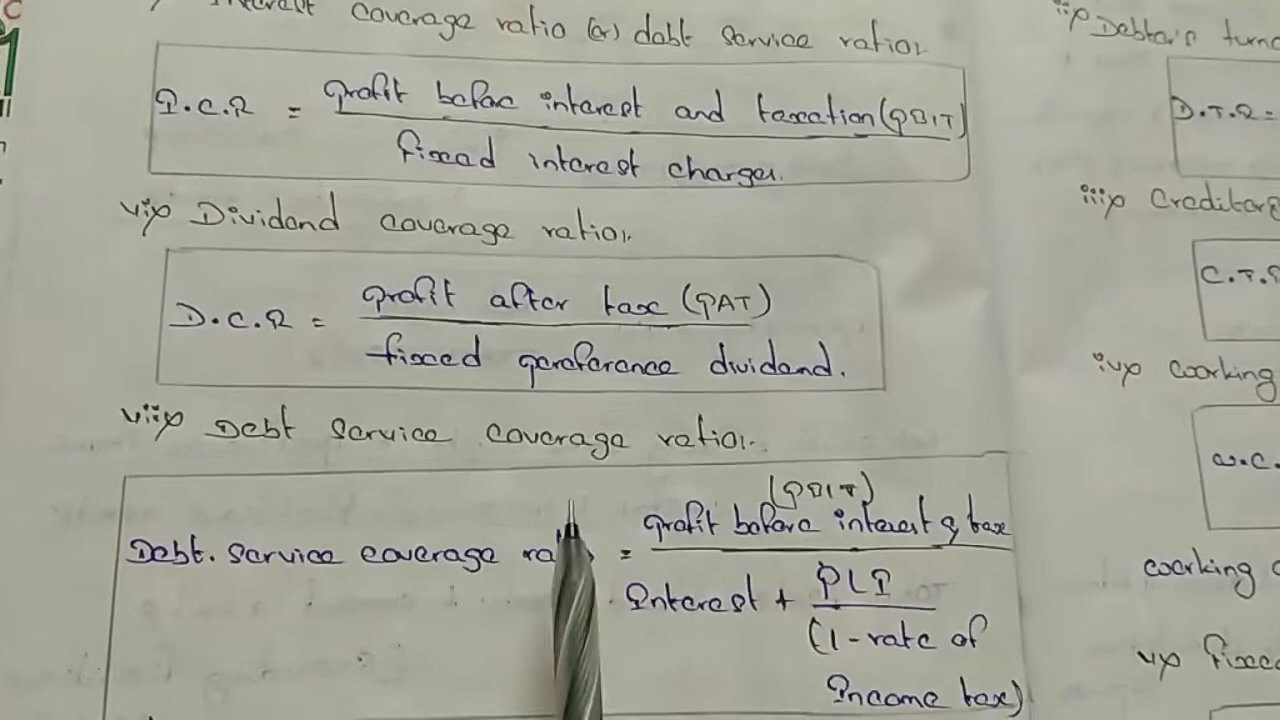 coverage ratio (or) debt service ratio.
I.C.R = profit before interest and taxation (PBIT)
fixed interest charges.
vi) Dividend coverage ratio.
D.C.R = profit after tax (PAT)
fixed preference dividend.
vii) Debt service coverage ratio.
(PBIT)
profit before interest & tax
Debt. service coverage =
Interest + PLI
(1 - rate of
Income tax)
ii) Debtor's
D.T.R =
iii)
C.T.
iv) working
w.c.
working
v)